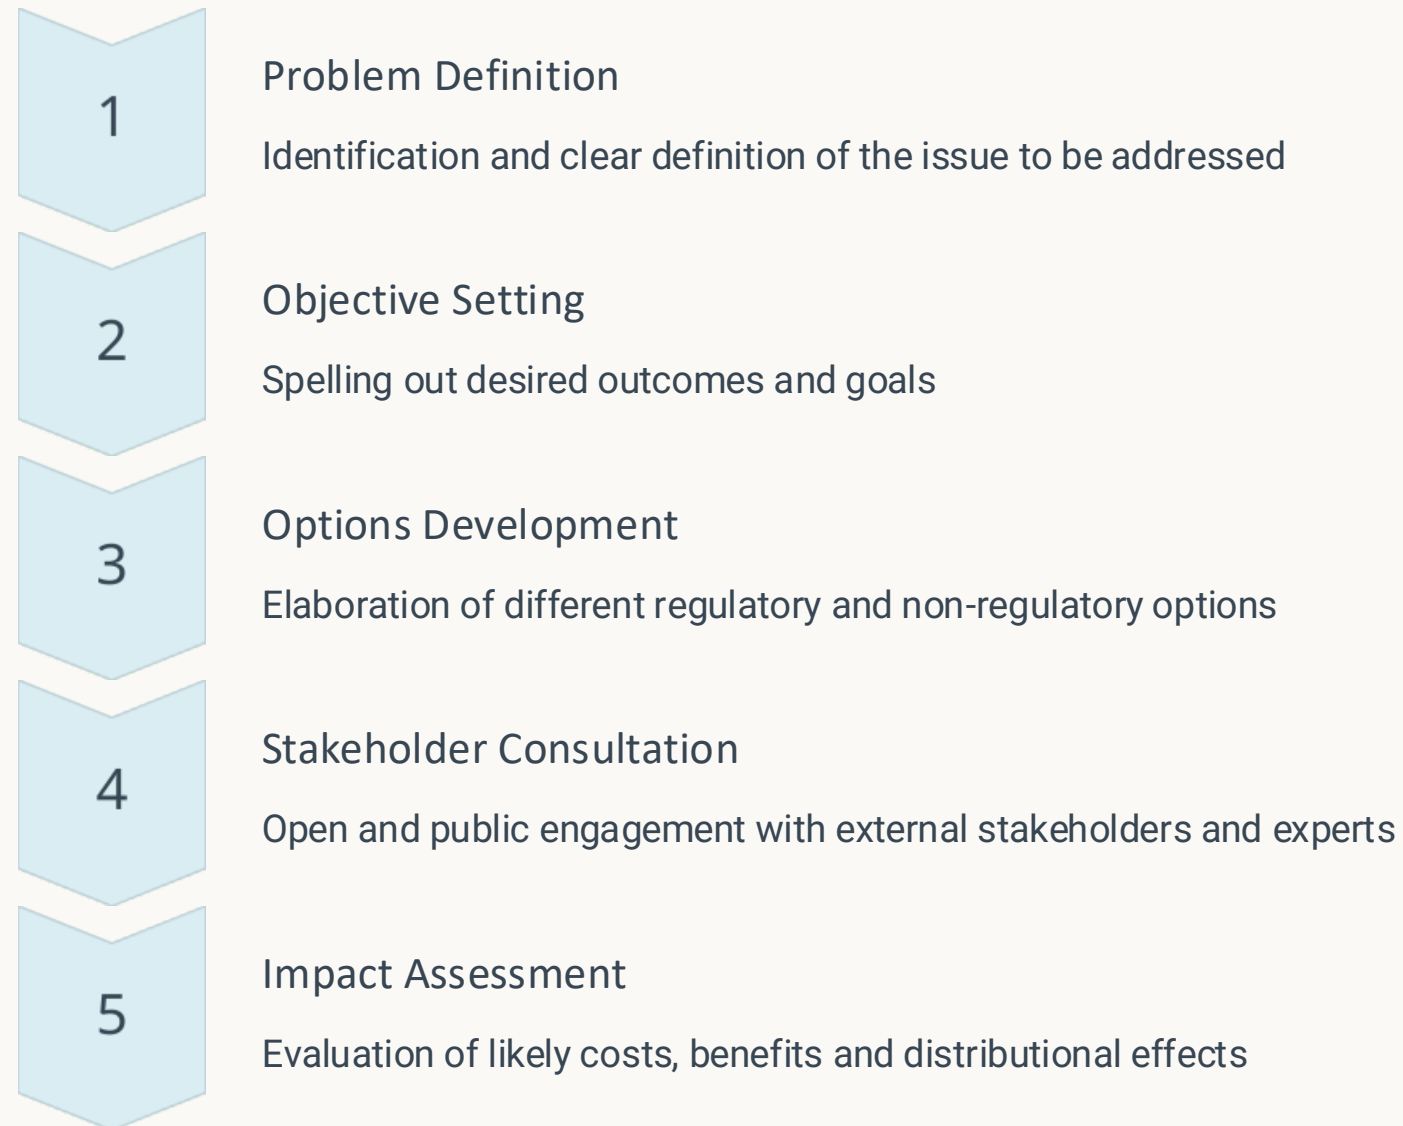 1
Problem Definition
Identification and clear definition of the issue to be addressed
2
Objective Setting
Spelling out desired outcomes and goals
3
Options Development
Elaboration of different regulatory and non-regulatory options
4
Stakeholder Consultation
Open and public engagement with external stakeholders and experts
5
Impact Assessment
Evaluation of likely costs, benefits and distributional effects